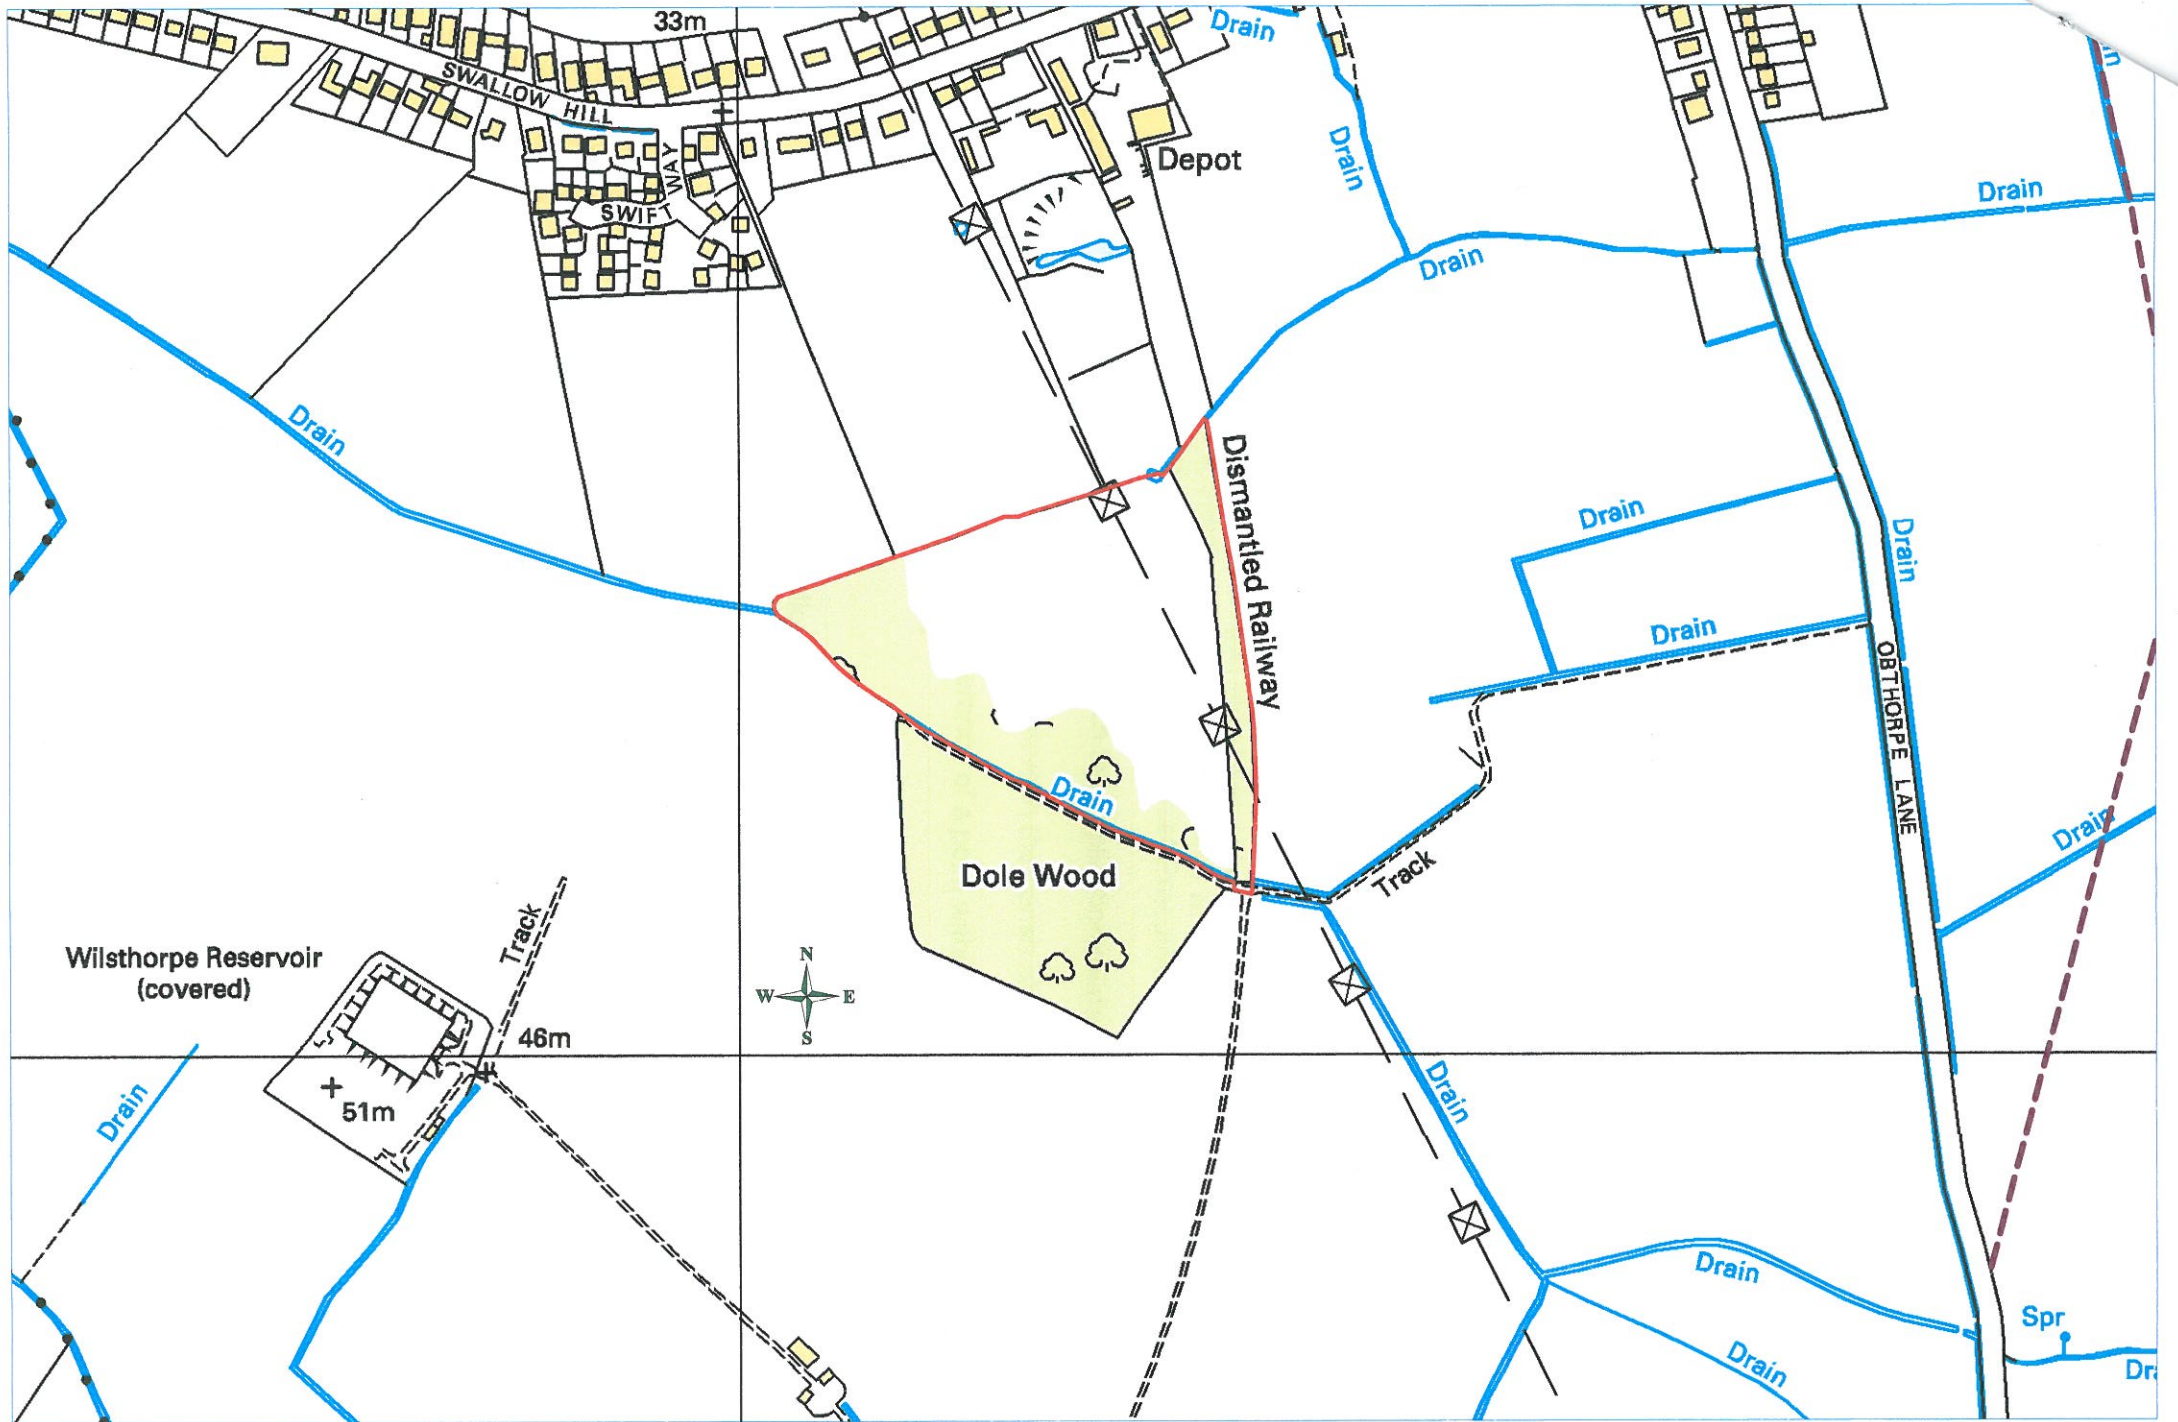 33m
Drain
SWALLOW HILL
Drain
Depot
WAY
SWIFT
Drain
Drain
Drain
Drain
Dismantled Railway
Drain
Drain
Drain
OBTHORPE LANE
Drain
Drain
Track
Dole Wood
Track
Wilsthorpe Reservoir
(covered)
N
W E
S
46m
51m
Drain
Drain
Drain
Spr
Drain